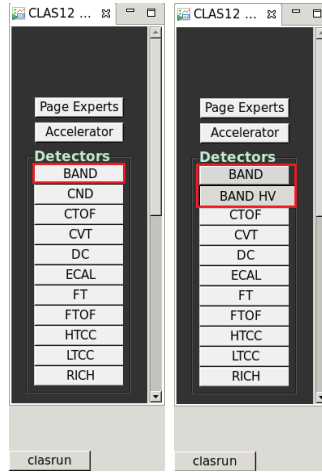 CLAS12 ...
Page Experts
Accelerator
Detectors
BAND
CND
CTOF
CVT
DC
ECAL
FT
FTOF
HTCC
LTCC
RICH
clasrun
CLAS12 ...
Page Experts
Accelerator
Detectors
BAND
BAND HV
CTOF
CVT
DC
ECAL
FT
FTOF
HTCC
LTCC
RICH
clasrun